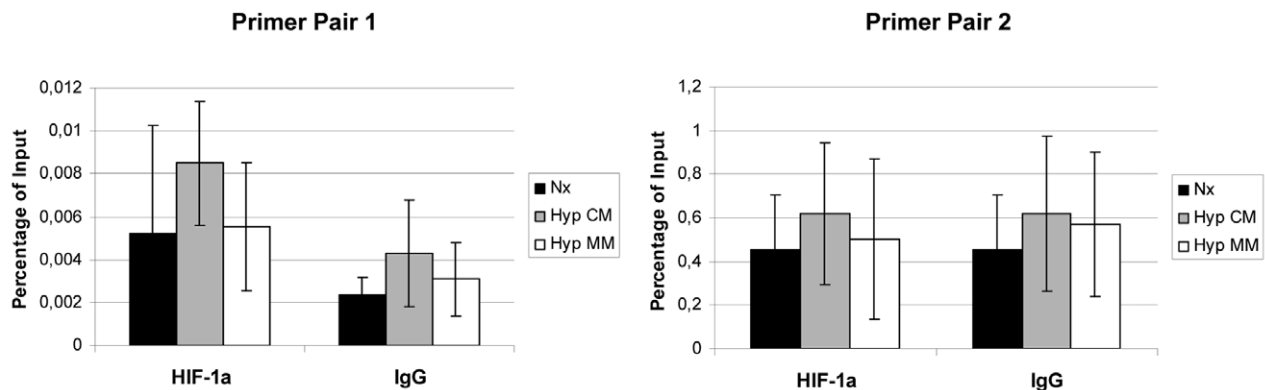 Primer Pair 1
Percentage of Input
0,012
0,01
0,008
0,006
0,004
0,002
0
HIF-1a
IgG
Nx
Hyp CM
Hyp MM
Primer Pair 2
Percentage of Input
1,2
1
0,8
0,6
0,4
0,2
0
HIF-1a
IgG
Nx
Hyp CM
Hyp MM